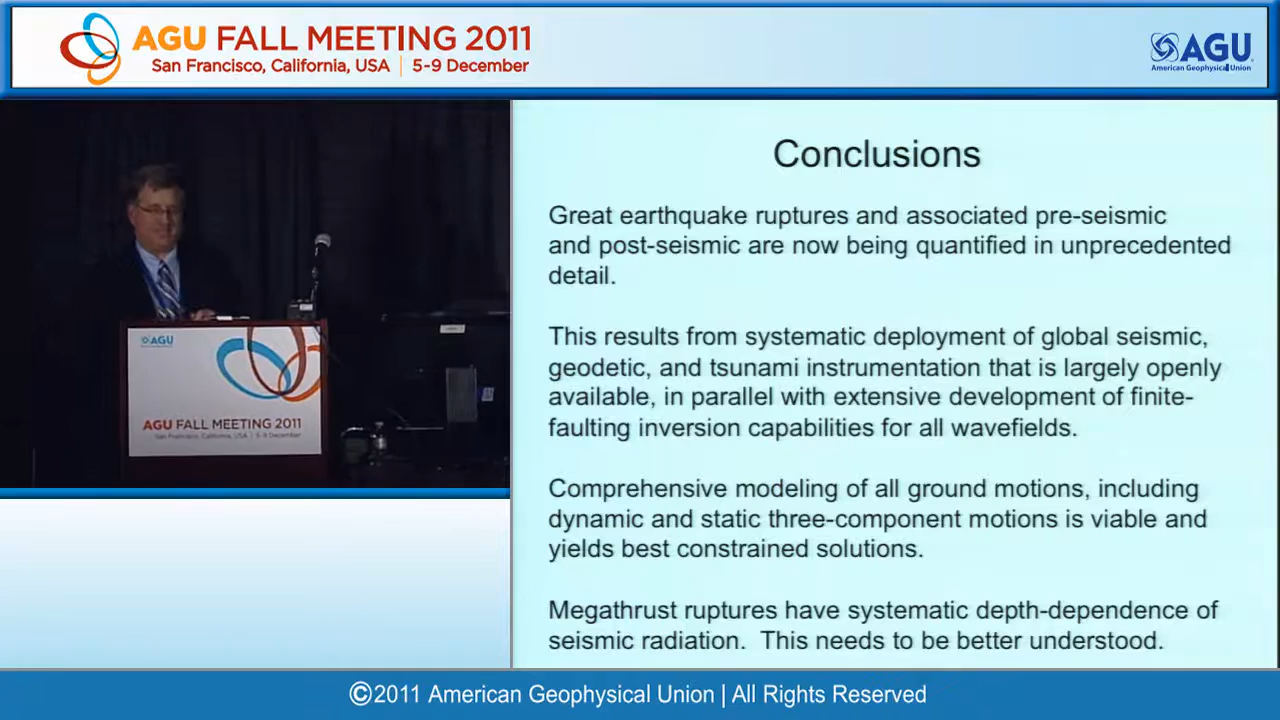 AGU FALL MEETING 2011
San Francisco, California, USA | 5-9 December
AGU
American Geophysical Union
AGU
AGU FALL MEETING 2011
San Francisco, California, USA | 5-9 December
Conclusions
Great earthquake ruptures and associated pre-seismic
and post-seismic are now being quantified in unprecedented
detail.
This results from systematic deployment of global seismic,
geodetic, and tsunami instrumentation that is largely openly
available, in parallel with extensive development of finite-
faulting inversion capabilities for all wavefields.
Comprehensive modeling of all ground motions, including
dynamic and static three-component motions is viable and
yields best constrained solutions.
Megathrust ruptures have systematic depth-dependence of
seismic radiation.  This needs to be better understood.
©2011 American Geophysical Union | All Rights Reserved